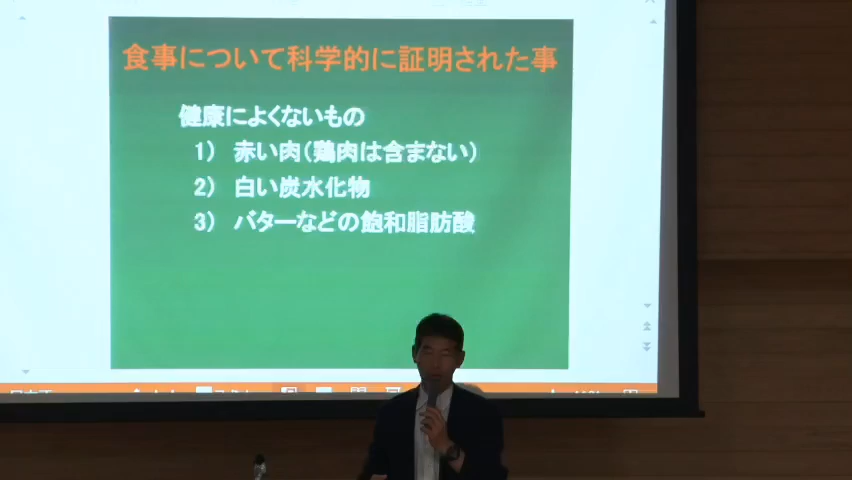 食事について科学的に証明された事
健康によくないもの
1) 赤い肉(鶏肉は含まない)
2) 白い炭水化物
3) バターなどの飽和脂肪酸